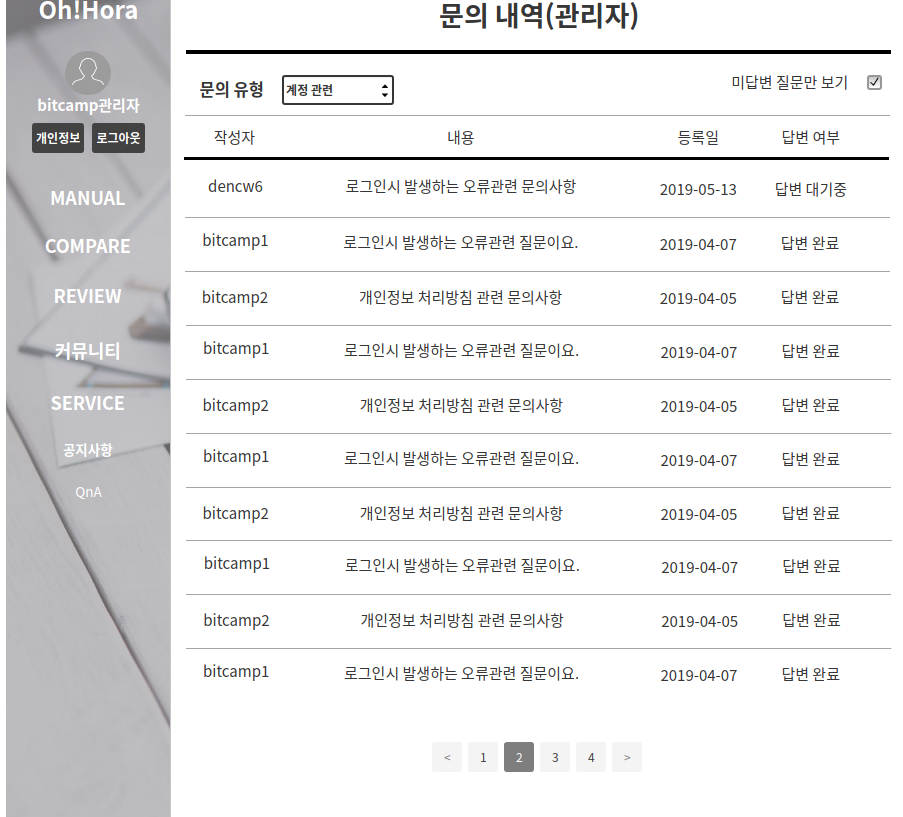 Oh!Hora
bitcamp관리자
개인정보 로그아웃
MANUAL
COMPARE
REVIEW
커뮤니티
SERVICE
공지사항
QnA
문의 내역(관리자)
문의 유형 계정 관련 미답변 질문만 보기
작성자 내용 등록일 답변 여부
dencw6 로그인시 발생하는 오류관련 문의사항 2019-05-13 답변 대기중
bitcamp1 로그인시 발생하는 오류관련 질문이요. 2019-04-07 답변 완료
bitcamp2 개인정보 처리방침 관련 문의사항 2019-04-05 답변 완료
bitcamp1 로그인시 발생하는 오류관련 질문이요. 2019-04-07 답변 완료
bitcamp2 개인정보 처리방침 관련 문의사항 2019-04-05 답변 완료
bitcamp1 로그인시 발생하는 오류관련 질문이요. 2019-04-07 답변 완료
bitcamp2 개인정보 처리방침 관련 문의사항 2019-04-05 답변 완료
bitcamp1 로그인시 발생하는 오류관련 질문이요. 2019-04-07 답변 완료
bitcamp2 개인정보 처리방침 관련 문의사항 2019-04-05 답변 완료
bitcamp1 로그인시 발생하는 오류관련 질문이요. 2019-04-07 답변 완료
< 1 2 3 4 >